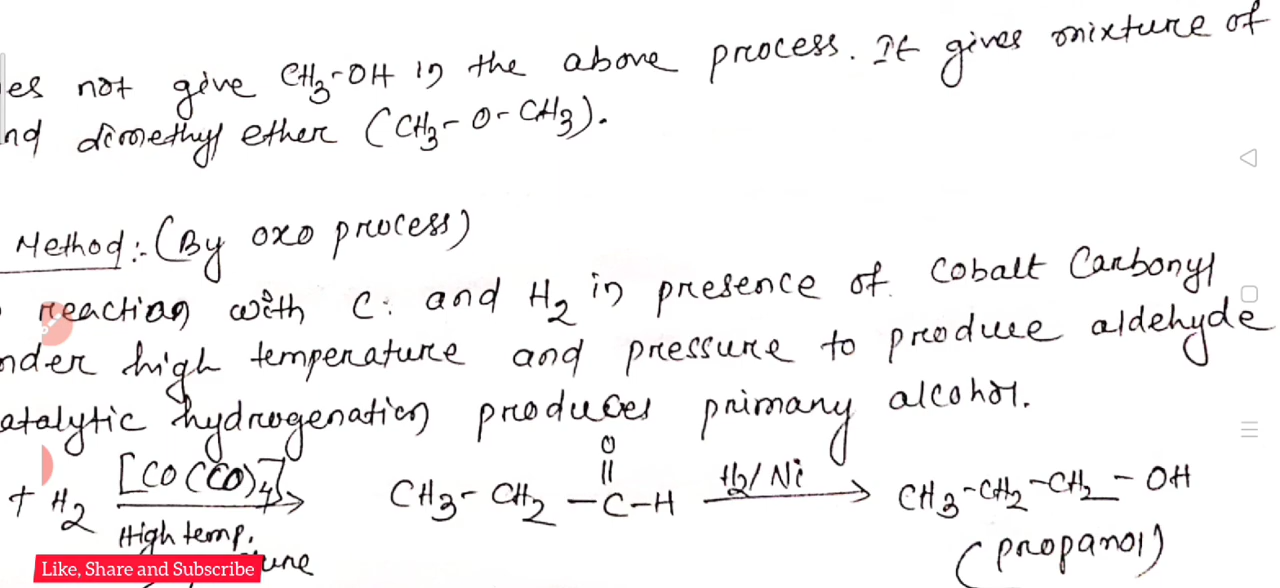 es not give CH3-OH in the above process. It gives mixture of
nd dimethyl ether (CH3-O-CH3).
Method:- (By oxo process)
reaction with C: and H2 in presence of Cobalt Carbonyl
nder high temperature and pressure to produce aldehyde
atalytic hydrogenation produces primary alcohol.
+ H2 [CO(CO)4]2 High temp. ure CH3-CH2-C-H O H2/Ni CH3-CH2-CH2-OH
(propanol)
Like, Share and Subscribe